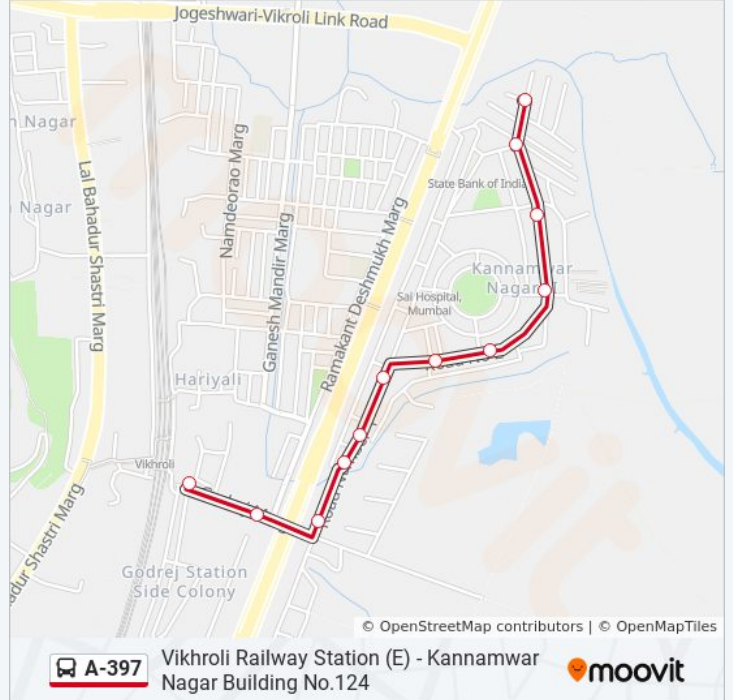 Jogeshwari-Vikroli Link Road
Nagar
Lal Bahadur Shastri Marg
Nagar
Namdeorao Marg
Ganesh Mandir Marg
Ramakant Deshmukh Marg
State Bank of India
Kannamwar
Nagar
Sai Hospital,
Mumbai
Hariyali
Vikhroli
Shastri Marg
Godrej Station
Side Colony
© OpenStreetMap contributors | © OpenMapTiles
A-397
Vikhroli Railway Station (E) - Kannamwar
Nagar Building No.124
moovit